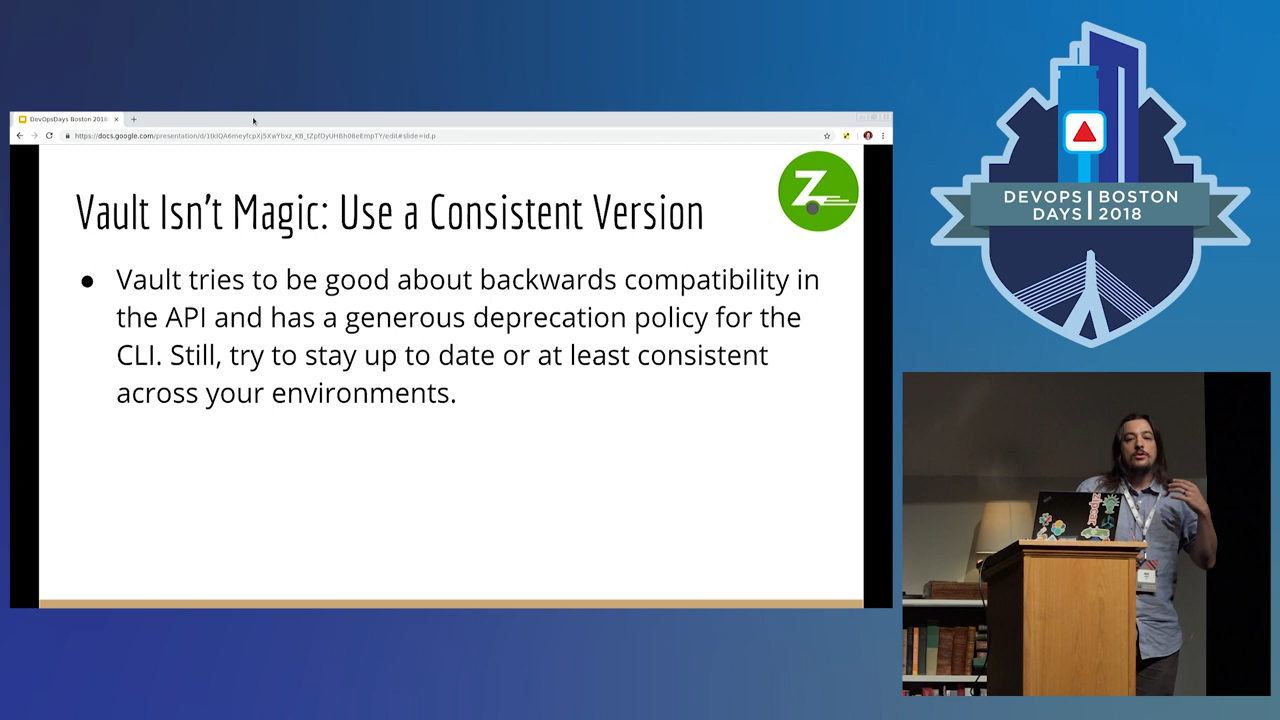 DevOpsDays Boston 2018
Vault Isn't Magic: Use a Consistent Version
Z
● Vault tries to be good about backwards compatibility in
the API and has a generous deprecation policy for the
CLI. Still, try to stay up to date or at least consistent
across your environments.
DEVOPS | BOSTON
DAYS | 2018
zipcar